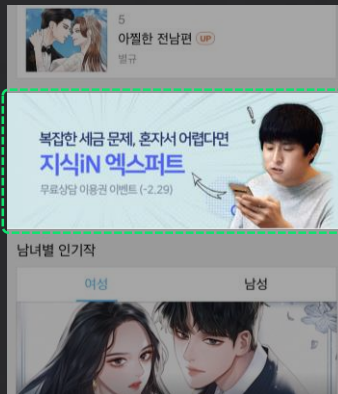 5
아찔한 전남편 UP
별규
복잡한 세금 문제, 혼자서 어렵다면
지식iN 엑스퍼트
무료상담 이용권 이벤트 (~2.29)
남녀별 인기작
여성 남성